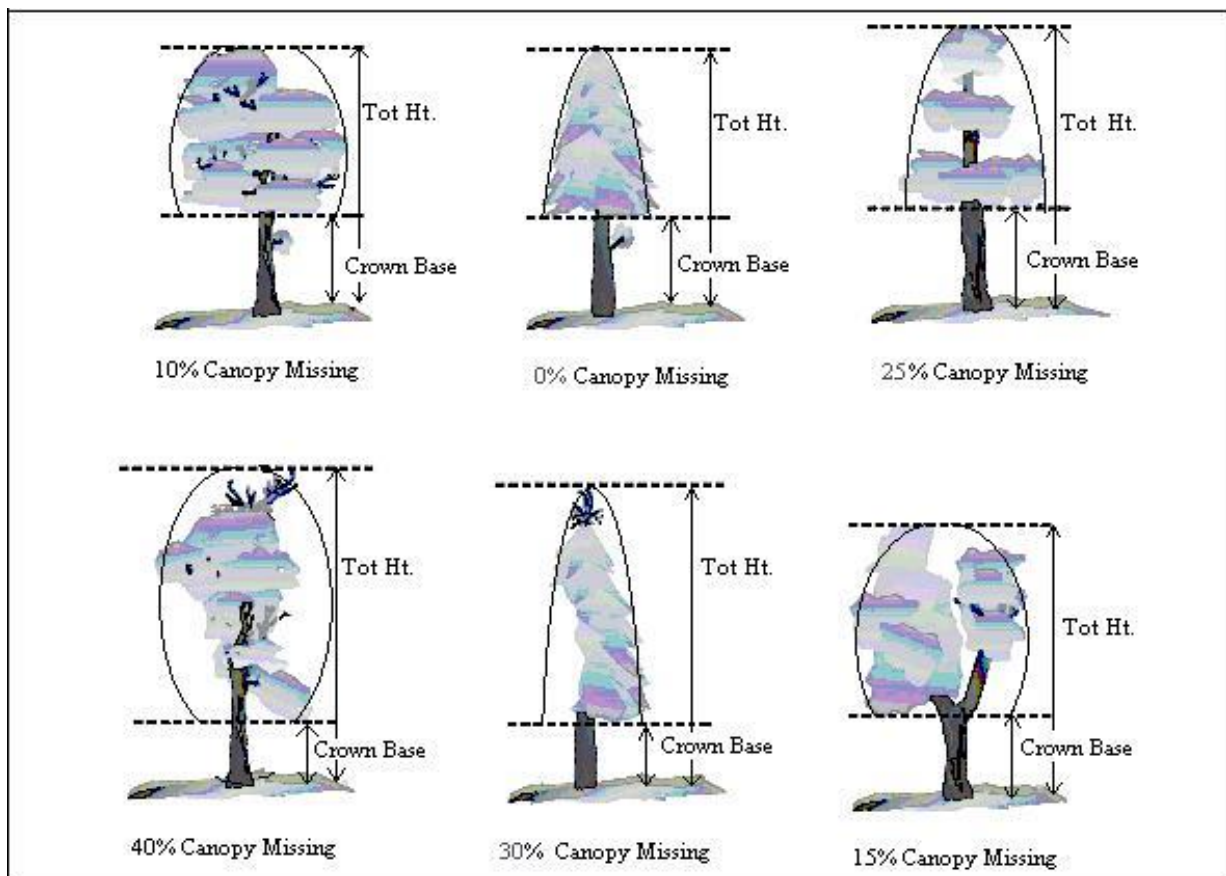 Tot Ht.
Tot Ht.
Tot Ht.
Crown Base
Crown Base
Crown Base
10% Canopy Missing
0% Canopy Missing
25% Canopy Missing
Tot Ht.
Tot Ht.
Tot Ht.
Crown Base
Crown Base
Crown Base
40% Canopy Missing
30% Canopy Missing
15% Canopy Missing